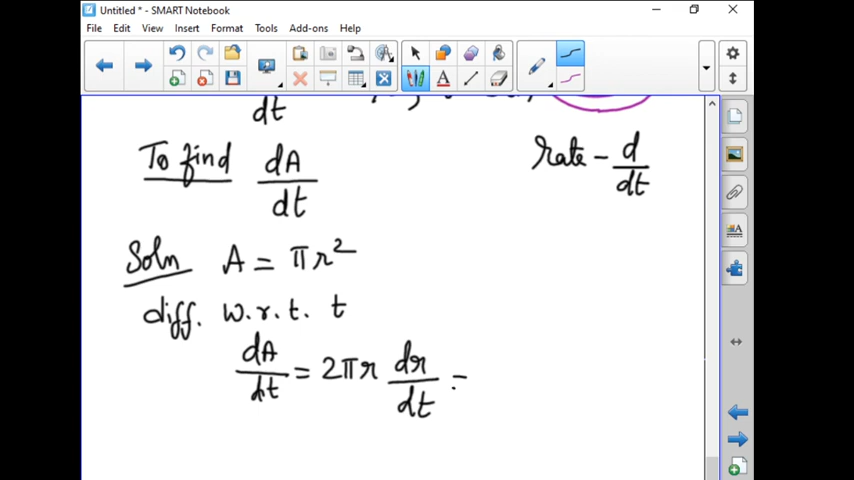 Untitled * - SMART Notebook
File Edit View Insert Format Tools Add-ons Help
dt
To find dA/dt
rate - d/dt
Soln A = πr²
diff. w.r.t. t
dA/dt = 2πr dr/dt =